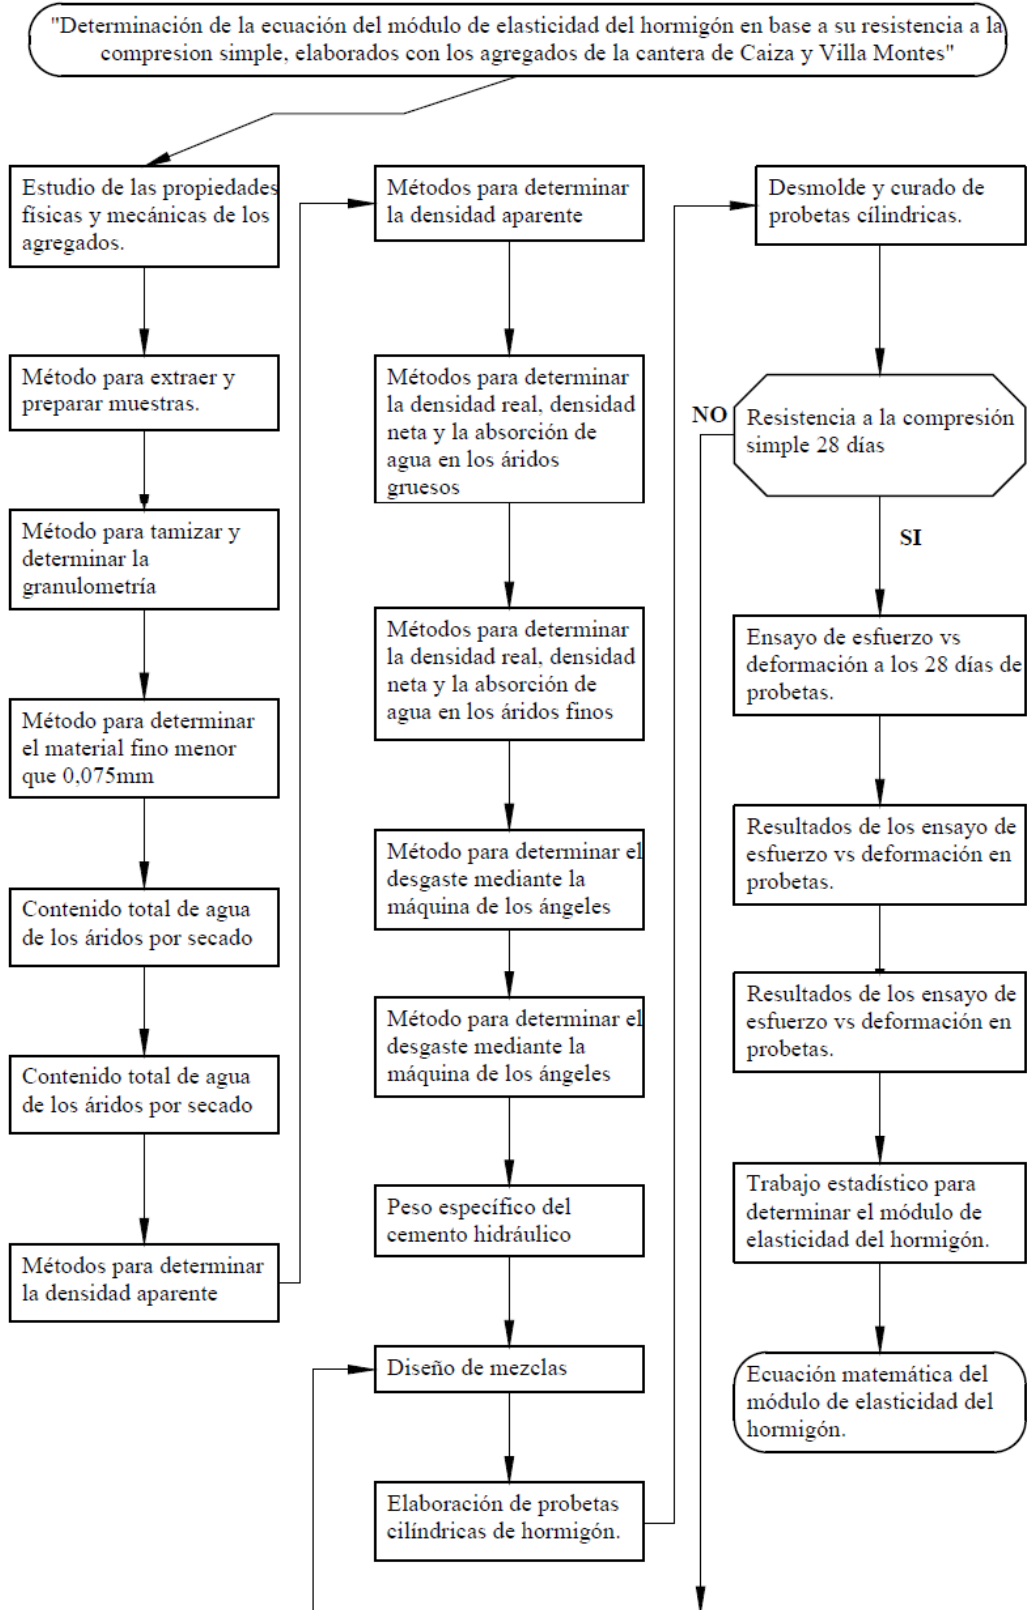 "Determinación de la ecuación del módulo de elasticidad del hormigón en base a su resistencia a la
compresion simple, elaborados con los agregados de la cantera de Caiza y Villa Montes"
Estudio de las propiedades
físicas y mecánicas de los
agregados.
Método para extraer y
preparar muestras.
Método para tamizar y
determinar la
granulometría
Método para determinar
el material fino menor
que 0,075mm
Contenido total de agua
de los áridos por secado
Contenido total de agua
de los áridos por secado
Métodos para determinar
la densidad aparente
Métodos para determinar
la densidad aparente
Métodos para determinar
la densidad real, densidad
neta y la absorción de
agua en los áridos
gruesos
Métodos para determinar
la densidad real, densidad
neta y la absorción de
agua en los áridos finos
Método para determinar el
desgaste mediante la
máquina de los ángeles
Método para determinar el
desgaste mediante la
máquina de los ángeles
Peso específico del
cemento hidráulico
Diseño de mezclas
Elaboración de probetas
cilíndricas de hormigón.
Desmolde y curado de
probetas cílindricas.
NO
Resistencia a la compresión
simple 28 días
SI
Ensayo de esfuerzo vs
deformación a los 28 días de
probetas.
Resultados de los ensayo de
esfuerzo vs deformación en
probetas.
Resultados de los ensayo de
esfuerzo vs deformación en
probetas.
Trabajo estadístico para
determinar el módulo de
elasticidad del hormigón.
Ecuación matemática del
módulo de elasticidad del
hormigón.